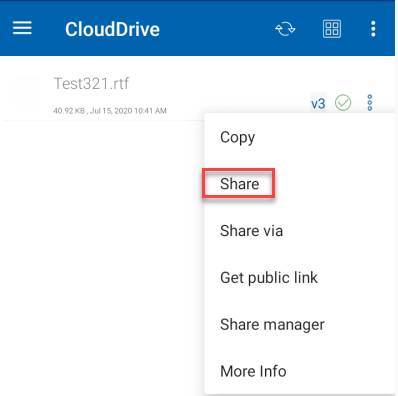 CloudDrive
Test321.rtf
40.92 KB , Jul 15, 2020 10:41 AM
v3
Copy
Share
Share via
Get public link
Share manager
More Info